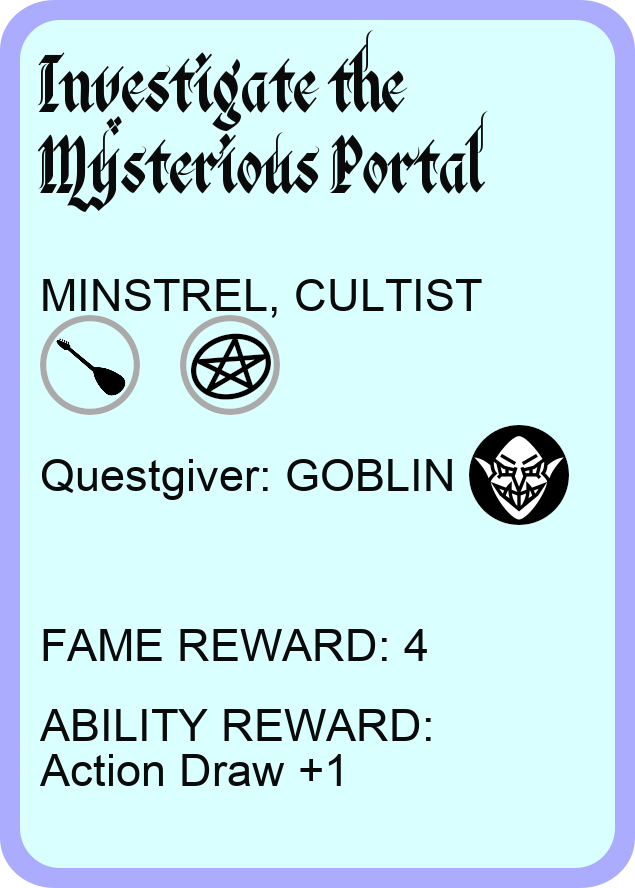 Investigate the
Mysterious Portal
MINSTREL, CULTIST
Questgiver: GOBLIN
FAME REWARD: 4
ABILITY REWARD:
Action Draw +1